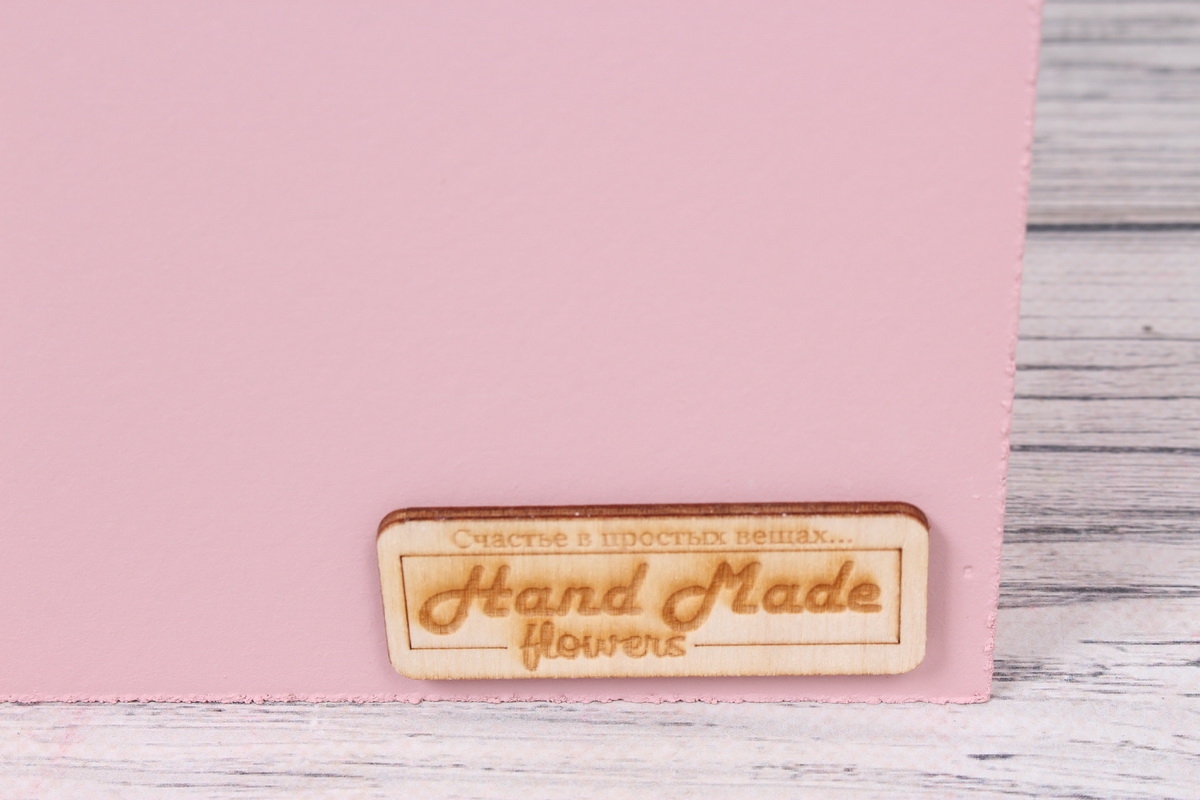 Счастье в простых вещах...
Hand Made
flowers